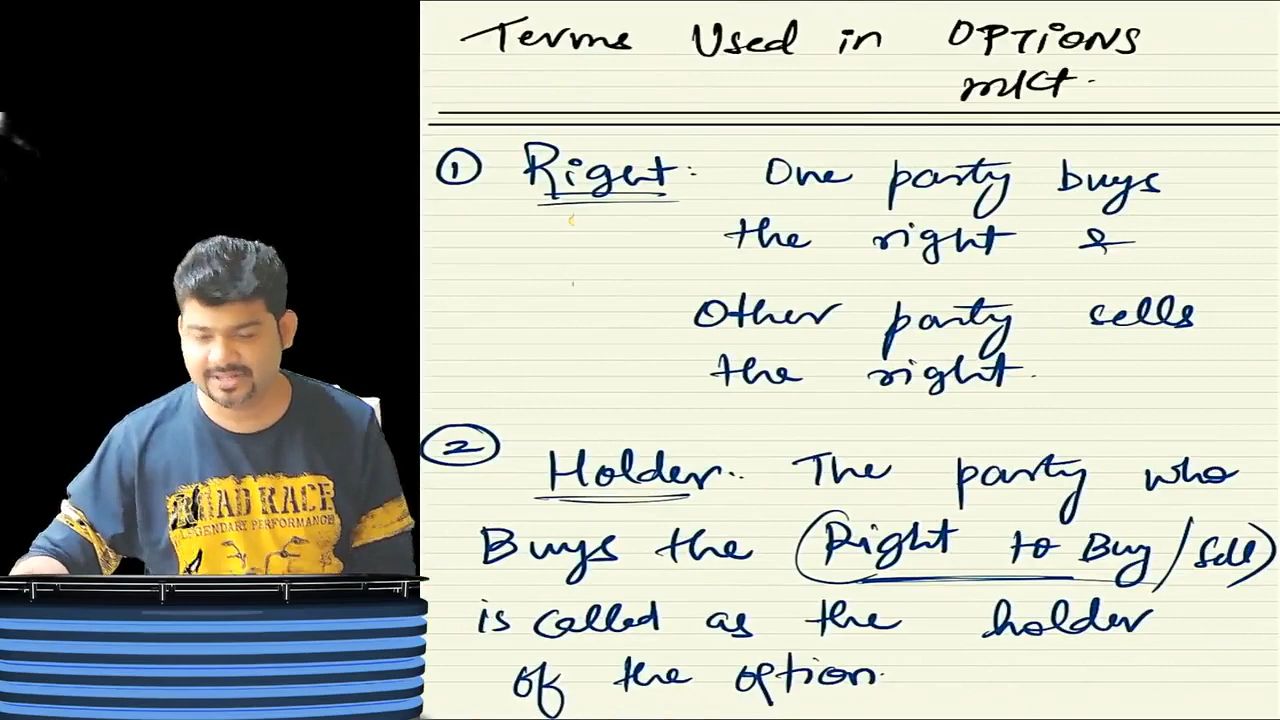 Terms Used in OPTIONS
mkt.
① Right: One party buys
the right &
Other party sells
the right.
② Holder: The party who
Buys the (Right to Buy/Sell)
is called as the holder
of the option.
ROAD RACE
LEGENDARY PERFORMANCE